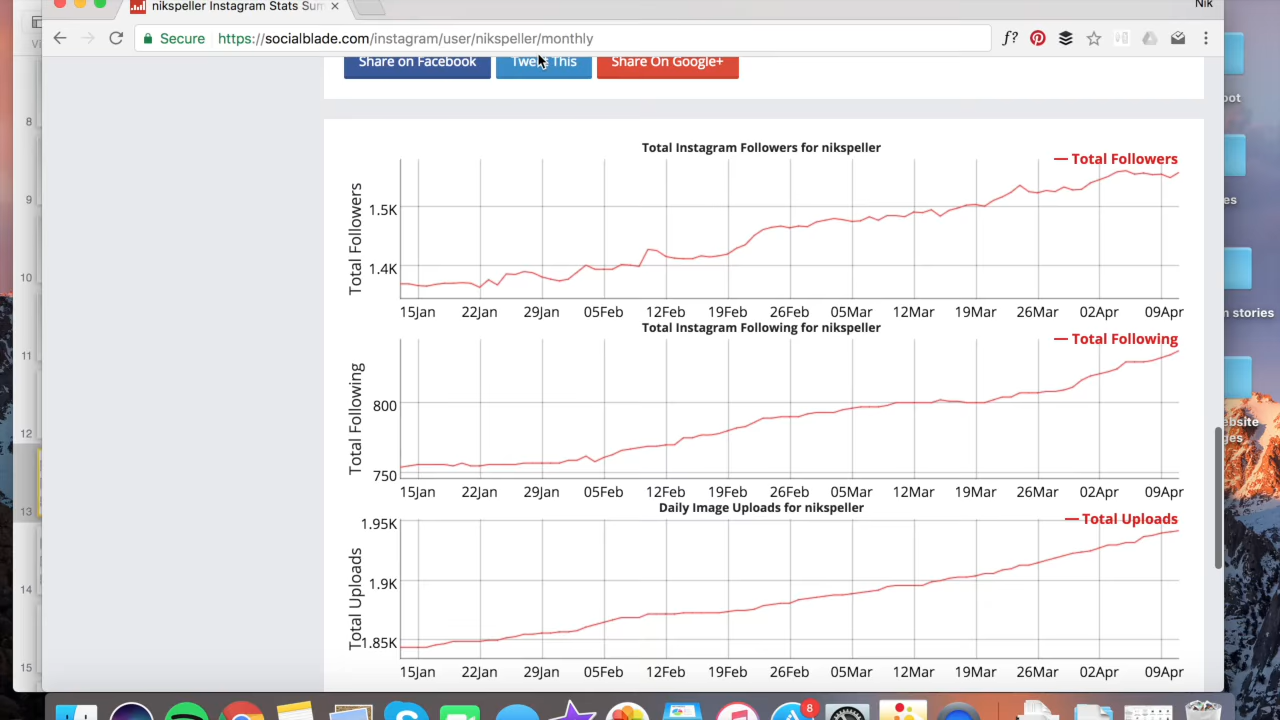 nikspeller Instagram Stats Sum
Nik
Secure https://socialblade.com/instagram/user/nikspeller/monthly
Share on Facebook Tweet This Share On Google+
Total Instagram Followers for nikspeller
Total Followers
Total Followers
1.5K
1.4K
15Jan 22Jan 29Jan 05Feb 12Feb 19Feb 26Feb 05Mar 12Mar 19Mar 26Mar 02Apr 09Apr
Total Instagram Following for nikspeller
Total Following
Total Following
800
750
15Jan 22Jan 29Jan 05Feb 12Feb 19Feb 26Feb 05Mar 12Mar 19Mar 26Mar 02Apr 09Apr
Daily Image Uploads for nikspeller
Total Uploads
Total Uploads
1.95K
1.9K
1.85K
15Jan 22Jan 29Jan 05Feb 12Feb 19Feb 26Feb 05Mar 12Mar 19Mar 26Mar 02Apr 09Apr
8
9
10
11
12
13
14
15
stories
8